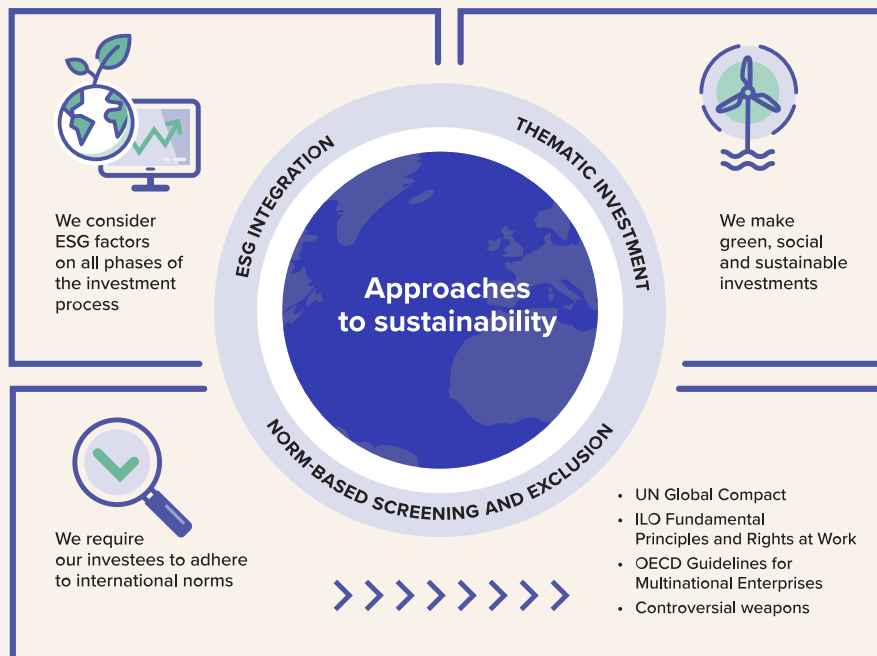 ESG INTEGRATION
THEMATIC INVESTMENT
We consider
ESG factors
on all phases of
the investment
process
Approaches
to sustainability
We make
green, social
and sustainable
investments
NORM-BASED SCREENING AND EXCLUSION
We require
our investees to adhere
to international norms
• UN Global Compact
• ILO Fundamental
Principles and Rights at Work
• OECD Guidelines for
Multinational Enterprises
• Controversial weapons